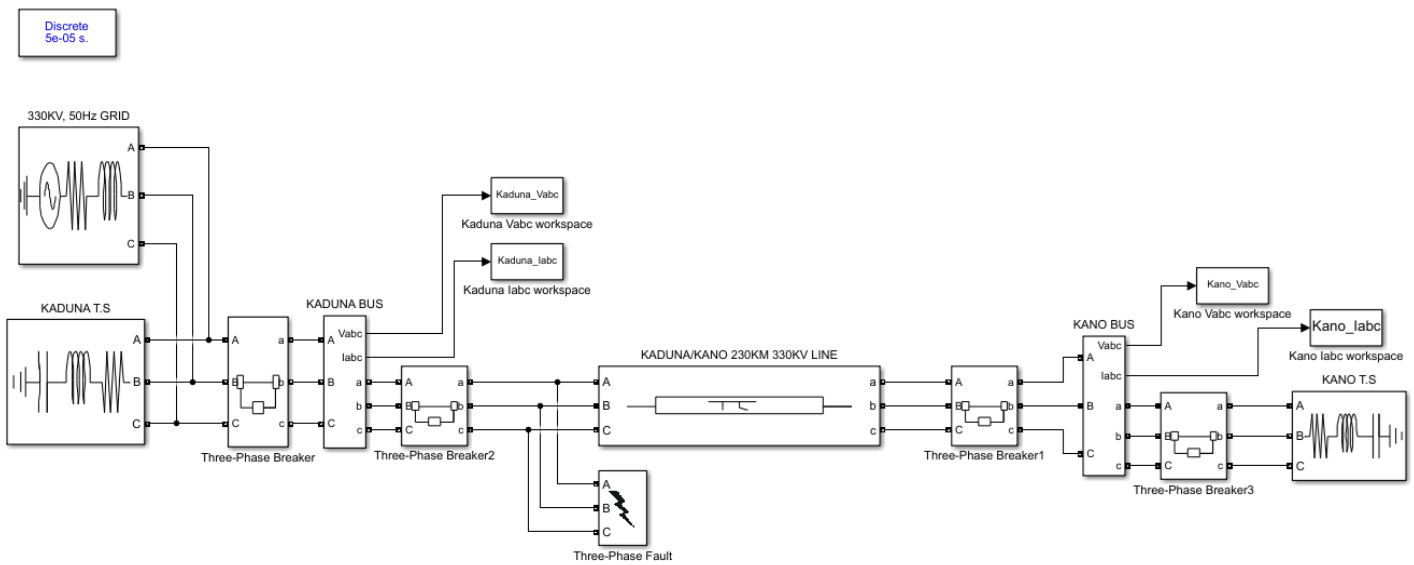 Discrete
5e-05 s.
330KV, 50Hz GRID
A
B
C
KADUNA T.S
A
B
C
Three-Phase Breaker
A
B
C
a
b
c
KADUNA BUS
A
B
C
Vabc
Iabc
a
b
c
Kaduna_Vabc
Kaduna Vabc workspace
Kaduna_Iabc
Kaduna Iabc workspace
A
B
C
a
b
c
Three-Phase Breaker2
A
B
C
Three-Phase Fault
KADUNA/KANO 230KM 330KV LINE
A
B
C
a
b
c
A
B
C
a
b
c
Three-Phase Breaker1
KANO BUS
Vabc
A
Iabc
B
C
a
b
c
Kano_Vabc
Kano Vabc workspace
Kano_Iabc
Kano Iabc workspace
A
B
C
a
b
c
Three-Phase Breaker3
KANO T.S
A
B
C